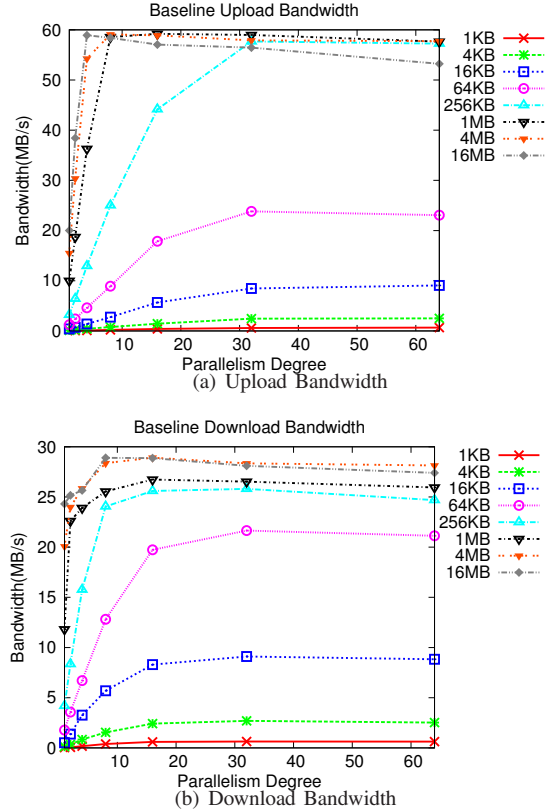 Baseline Upload Bandwidth
60
50
40
30
20
10
0
10 20 30 40 50 60
Bandwidth(MB/s)
Parallelism Degree
1KB
4KB
16KB
64KB
256KB
1MB
4MB
16MB
(a) Upload Bandwidth
Baseline Download Bandwidth
30
25
20
15
10
5
0
10 20 30 40 50 60
Bandwidth(MB/s)
Parallelism Degree
1KB
4KB
16KB
64KB
256KB
1MB
4MB
16MB
(b) Download Bandwidth